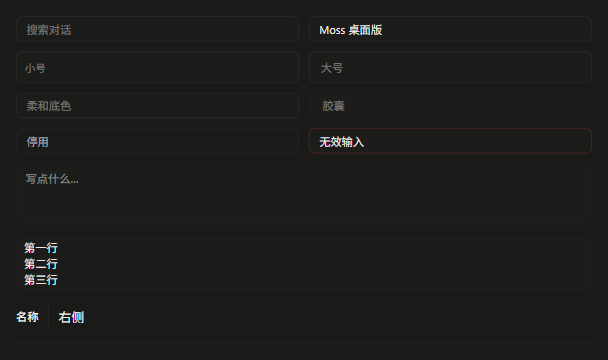 搜索对话
Moss 桌面版
小号
大号
柔和底色
胶囊
停用
无效输入
写点什么...
第一行
第二行
第三行
名称
右侧